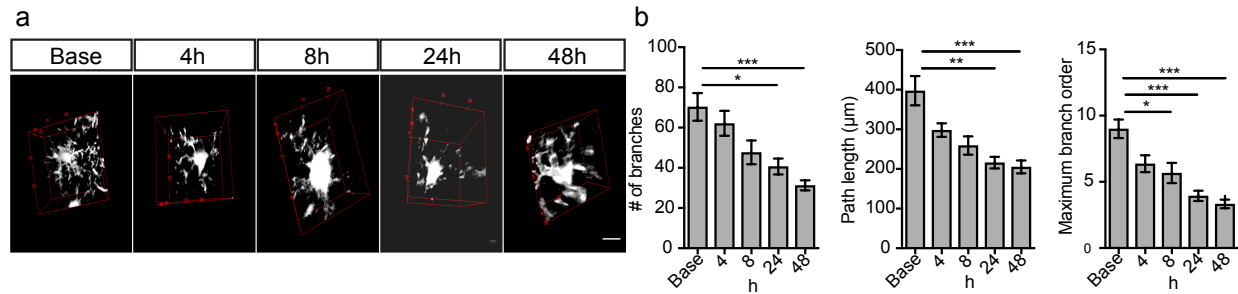 a
Base 4h 8h 24h 48h
b
# of branches
100
80
60
40
20
0
***
*
Base 4 8 24 48
h
Path length (µm)
500
400
300
200
100
0
***
**
Base 4 8 24 48
h
Maximum branch order
15
10
5
0
***
***
*
Base 4 8 24 48
h